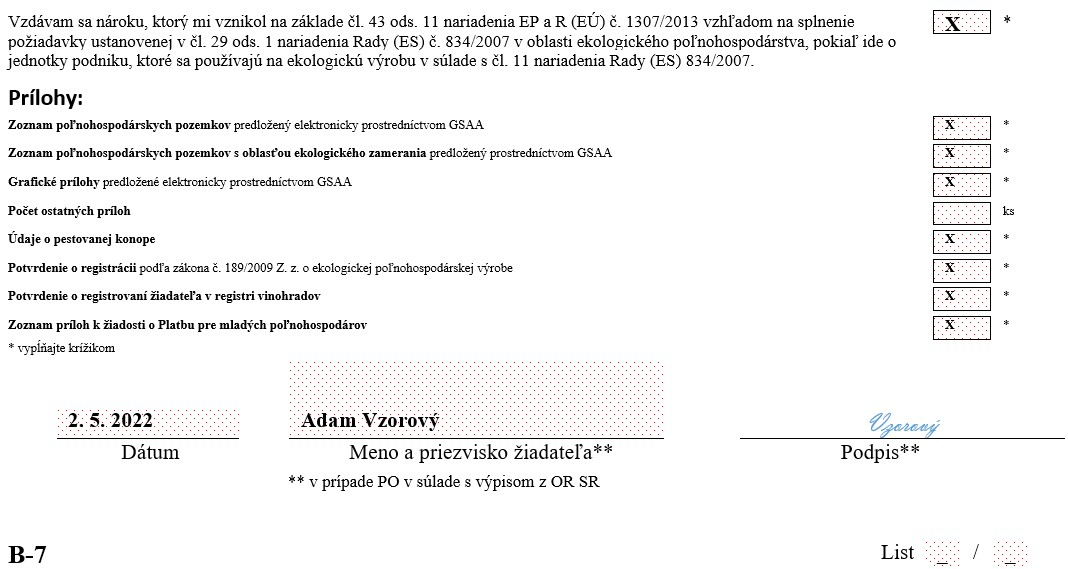 Vzdávam sa nároku, ktorý mi vznikol na základe čl. 43 ods. 11 nariadenia EP a R (EÚ) č. 1307/2013 vzhľadom na splnenie X *
požiadavky ustanovenej v čl. 29 ods. 1 nariadenia Rady (ES) č. 834/2007 v oblasti ekologického poľnohospodárstva, pokiaľ ide o
jednotky podniku, ktoré sa používajú na ekologickú výrobu v súlade s čl. 11 nariadenia Rady (ES) 834/2007.
Prílohy:
Zoznam poľnohospodárskych pozemkov predložený elektronicky prostredníctvom GSAA X *
Zoznam poľnohospodárskych pozemkov s oblasťou ekologického zamerania predložený prostredníctvom GSAA X *
Grafické prílohy predložené elektronicky prostredníctvom GSAA X *
Počet ostatných príloh ks
Údaje o pestovanej konope X *
Potvrdenie o registrácii podľa zákona č. 189/2009 Z. z. o ekologickej poľnohospodárskej výrobe X *
Potvrdenie o registrovaní žiadateľa v registri vinohradov X *
Zoznam príloh k žiadosti o Platbu pre mladých poľnohospodárov X *
* vypĺňajte krížikom
2. 5. 2022 Adam Vzorový Vzorový
Dátum Meno a priezvisko žiadateľa** Podpis**
** v prípade PO v súlade s výpisom z OR SR
B-7 List _ / _